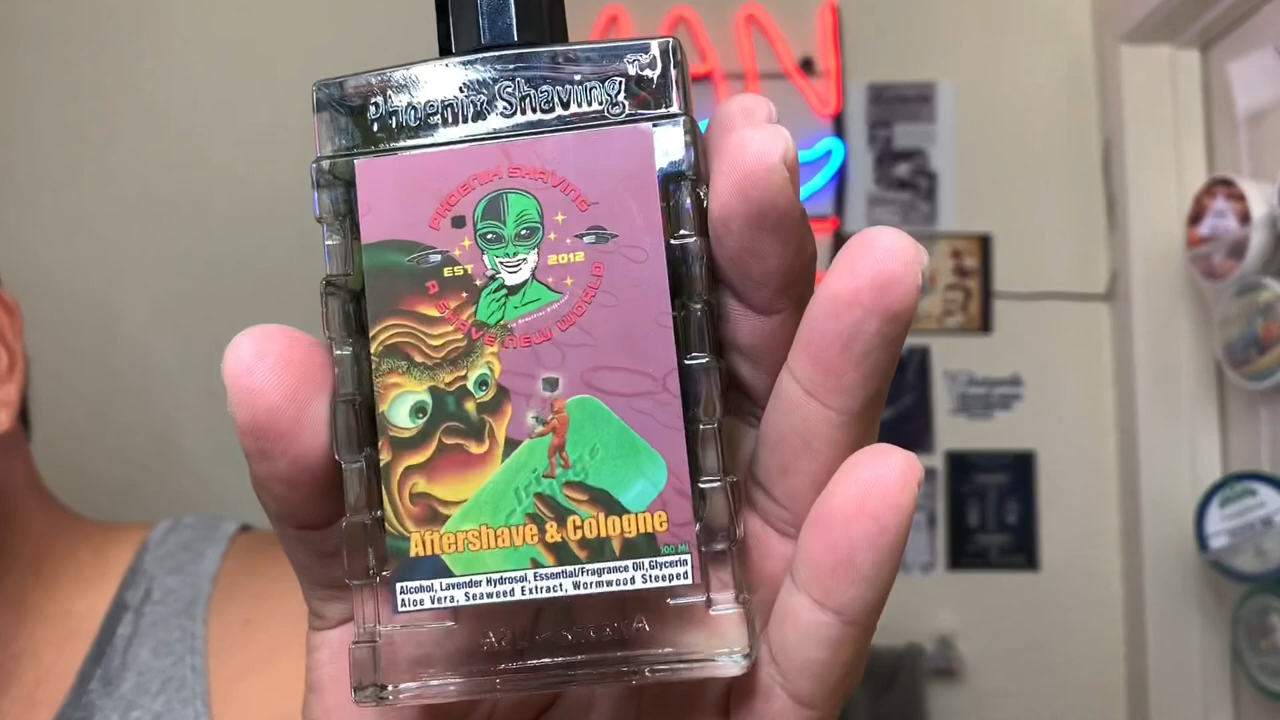 Phoenix Shaving™
PHOENIX SHAVING
EST 2012
A SHAVE NEW WORLD
Aftershave & Cologne
100 Ml
Alcohol, Lavender Hydrosol, Essential/Fragrance Oil, Glycerin
Aloe Vera, Seaweed Extract, Wormwood Steeped